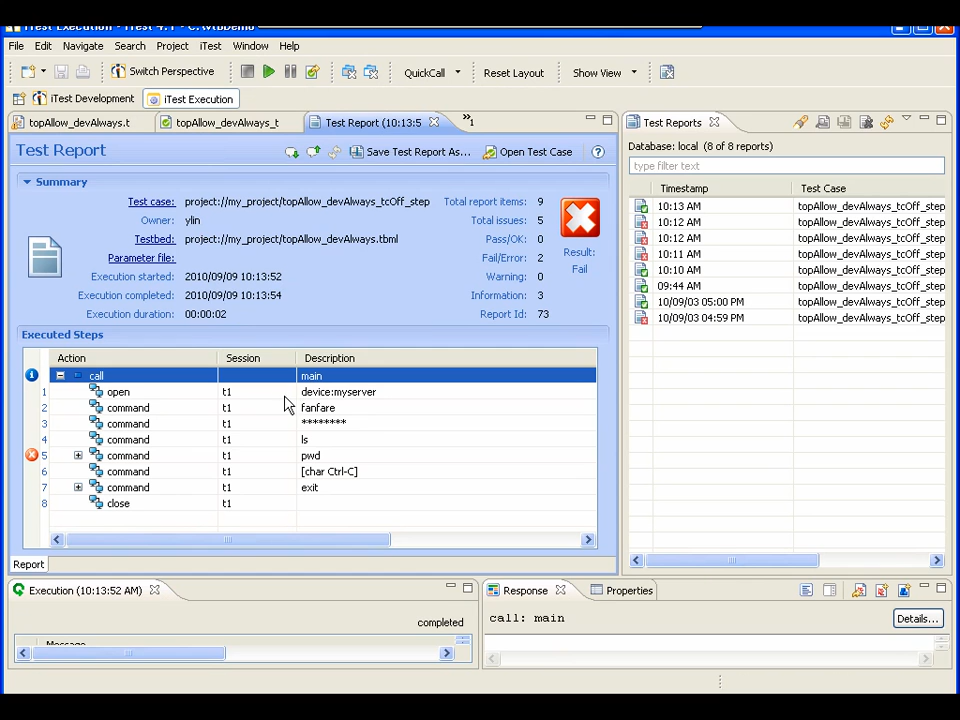 iTest Execution - iTest 4.1 - C:\vtbDemo
File Edit Navigate Search Project iTest Window Help
Switch Perspective QuickCall Reset Layout Show View
iTest Development iTest Execution
topAllow_devAlways.t topAllow_devAlways_t Test Report (10:13:5 »1 Test Reports
Test Report Save Test Report As... Open Test Case ?
Database: local (8 of 8 reports)
type filter text
Summary
Timestamp Test Case
Test case: project://my_project/topAllow_devAlways_tcOff_step Total report items: 9
Owner: ylin Total issues: 5
Testbed: project://my_project/topAllow_devAlways.tbml Pass/OK: 0
Parameter file: Fail/Error: 2
Execution started: 2010/09/09 10:13:52 Warning: 0
Execution completed: 2010/09/09 10:13:54 Information: 3
Execution duration: 00:00:02 Report Id: 73
Result:
Fail
10:13 AM topAllow_devAlways_tcOff_step
10:12 AM topAllow_devAlways_tcOff_step
10:12 AM topAllow_devAlways_tcOff_step
10:11 AM topAllow_devAlways_tcOff_step
10:10 AM topAllow_devAlways_tcOff_step
09:44 AM topAllow_devAlways_tcOff_step
10/09/03 05:00 PM topAllow_devAlways_tcOff_step
10/09/03 04:59 PM topAllow_devAlways_tcOff_step
Executed Steps
Action Session Description
call main
1 open t1 device:myserver
2 command t1 fanfare
3 command t1 ********
4 command t1 ls
5 command t1 pwd
6 command t1 [char Ctrl-C]
7 command t1 exit
8 close t1
Report
Execution (10:13:52 AM) Response Properties
completed
call: main Details...
Message